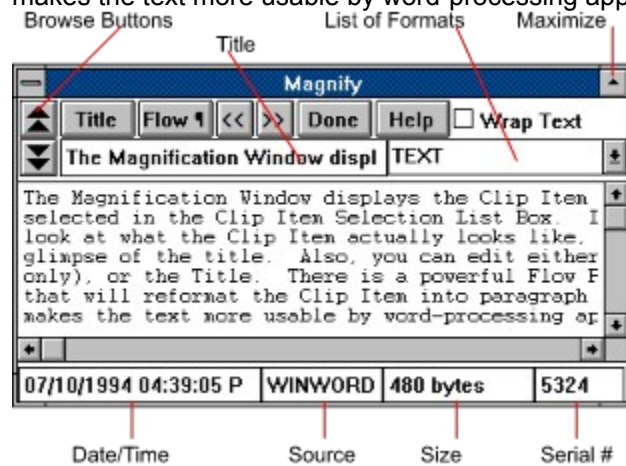 makes the text more usable by word-processing app
Browse Buttons List of Formats Maximize
Title
Magnify
Title Flow ¶ << >> Done Help Wrap Text
The Magnification Window displ TEXT
The Magnification Window displays the Clip Item
selected in the Clip Item Selection List Box. I
look at what the Clip Item actually looks like,
glimpse of the title. Also, you can edit either
only), or the Title. There is a powerful Flow P
that will reformat the Clip Item into paragraph
makes the text more usable by word-processing ap
07/10/1994 04:39:05 P WINWORD 480 bytes 5324
Date/Time Source Size Serial #